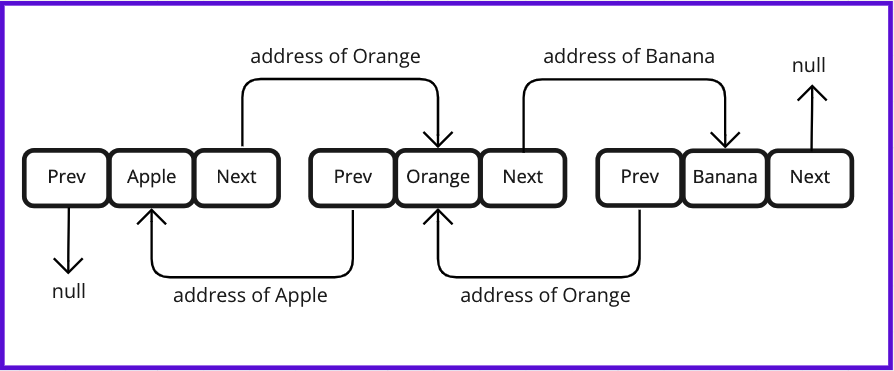 address of Orange
address of Banana
null
Prev
Apple
Next
Prev
Orange
Next
Prev
Banana
Next
null
address of Apple
address of Orange